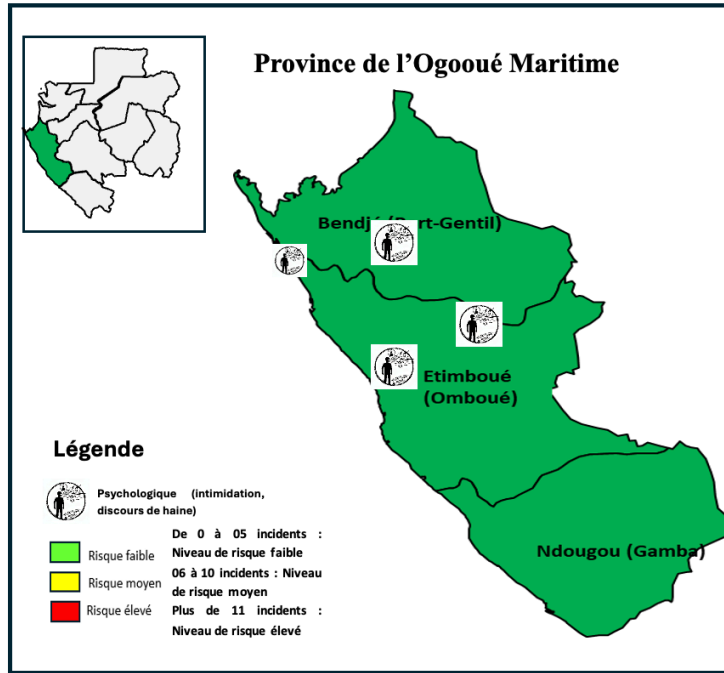 Province de l’Ogooué Maritime
Bendjé (Port-Gentil)
Etimboué
(Omboué)
Ndougou (Gamba)
Légende
Psychologique (intimidation,
discours de haine)
Risque faible
De 0 à 05 incidents :
Niveau de risque faible
Risque moyen
06 à 10 incidents : Niveau
de risque moyen
Risque élevé
Plus de 11 incidents :
Niveau de risque élevé